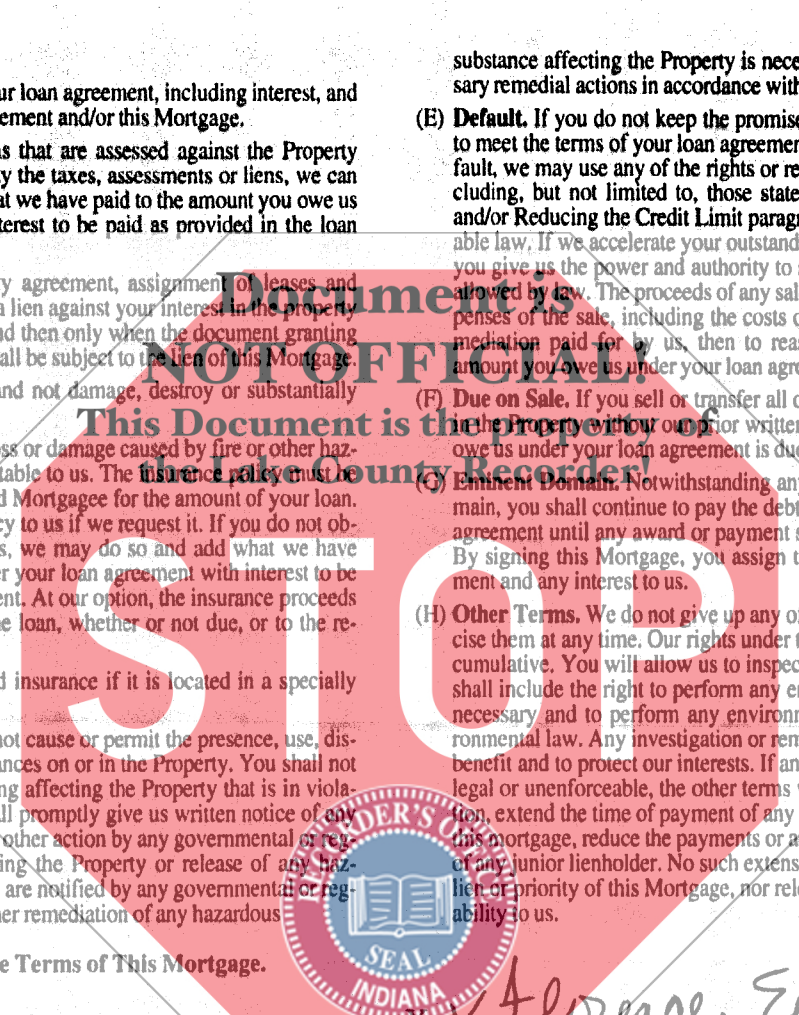 ur loan agreement, including interest, and
ement and/or this Mortgage.
s that are assessed against the Property
y the taxes, assessments or liens, we can
at we have paid to the amount you owe us
terest to be paid as provided in the loan
y agreement, assignment of leases and
a lien against your interest in the property
nd then only when the document granting
all be subject to the lien of this Mortgage.
and not damage, destroy or substantially
ss or damage caused by fire or other haz-
table to us. The insurance policy must be
d Mortgagee for the amount of your loan.
cy to us if we request it. If you do not ob-
s, we may do so and add what we have
er your loan agreement with interest to be
ent. At our option, the insurance proceeds
e loan, whether or not due, or to the re-
d insurance if it is located in a specially
not cause or permit the presence, use, dis-
nces on or in the Property. You shall not
ng affecting the Property that is in viola-
ll promptly give us written notice of any
other action by any governmental or reg-
ing the Property or release of any haz-
are notified by any governmental or reg-
her remediation of any hazardous
e Terms of This Mortgage.
substance affecting the Property is nece
sary remedial actions in accordance with
(E) Default. If you do not keep the promise
to meet the terms of your loan agreemen
fault, we may use any of the rights or re
cluding, but not limited to, those state
and/or Reducing the Credit Limit paragr
able law. If we accelerate your outstand
you give us the power and authority to
allowed by law. The proceeds of any sal
penses of the sale, including the costs o
mediation paid for by us, then to reas
amount you owe us under your loan agre
(F) Due on Sale. If you sell or transfer all o
in the Property without our prior written
owe us under your loan agreement is due
(G) Eminent Domain. Notwithstanding an
main, you shall continue to pay the debt
agreement until any award or payment s
By signing this Mortgage, you assign t
ment and any interest to us.
(H) Other Terms. We do not give up any o
cise them at any time. Our rights under t
cumulative. You will allow us to inspec
shall include the right to perform any e
necessary and to perform any environ
ronmental law. Any investigation or rem
benefit and to protect our interests. If an
legal or unenforceable, the other terms
tion, extend the time of payment of any
this mortgage, reduce the payments or a
of any junior lienholder. No such extens
lien or priority of this Mortgage, nor rele
ability to us.
Document is
NOT OFFICIAL!
This Document is the property of
the Lake County Recorder!
STOP
RECORDER'S OFFICE
SEAL
INDIANA